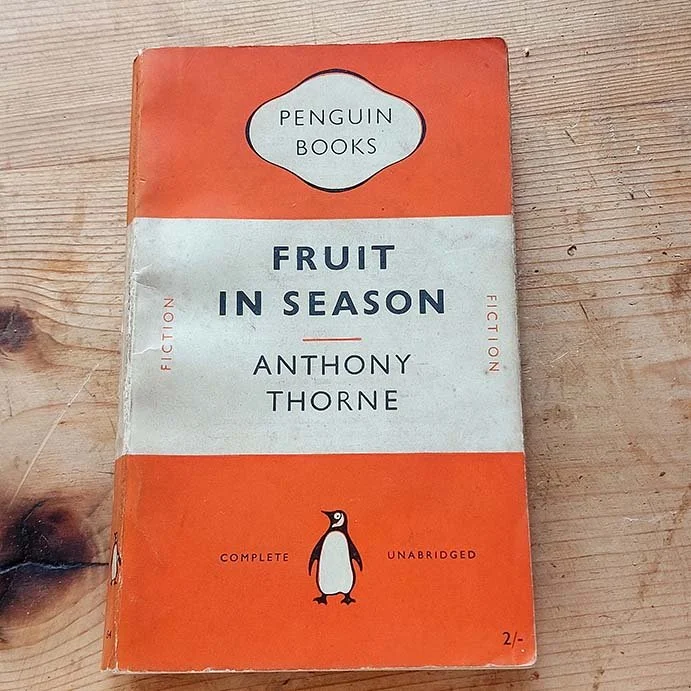 PENGUIN
BOOKS
FRUIT
IN SEASON
FICTION
FICTION
ANTHONY
THORNE
COMPLETE
UNABRIDGED
2/-